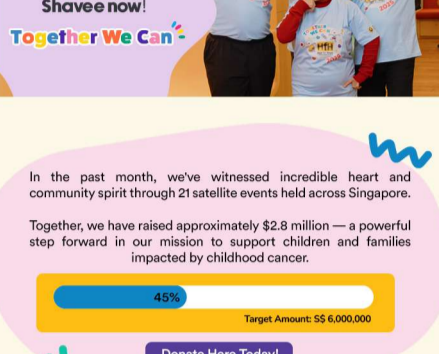 Shavee now!
Together We Can
HfH
2025
In the past month, we've witnessed incredible heart and
community spirit through 21 satellite events held across Singapore.
Together, we have raised approximately $2.8 million — a powerful
step forward in our mission to support children and families
impacted by childhood cancer.
45%
Target Amount: S$ 6,000,000
Donate Here Today!